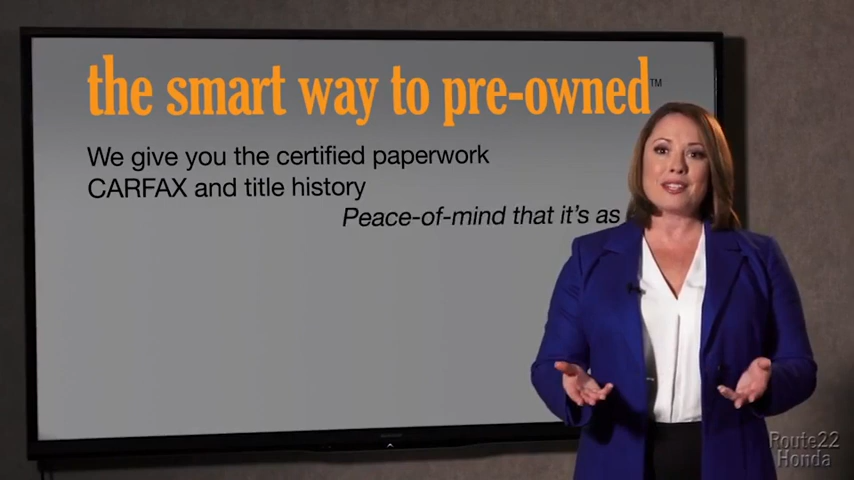 the smart way to pre-owned™
We give you the certified paperwork
CARFAX and title history
Peace-of-mind that it's as
Route22
Honda